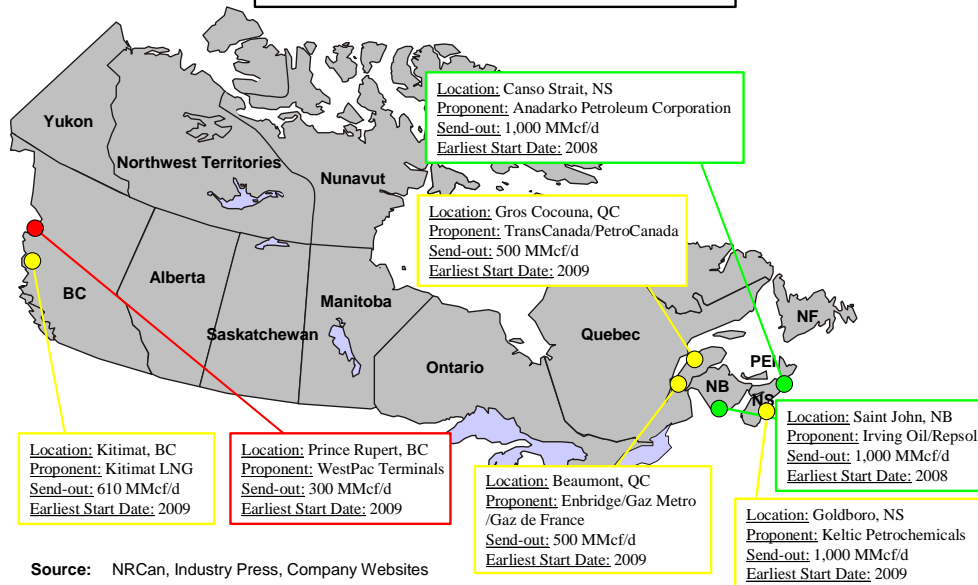 Location: Canso Strait, NS
Proponent: Anadarko Petroleum Corporation
Send-out: 1,000 MMcf/d
Earliest Start Date: 2008
Yukon
Northwest Territories
Nunavut
Location: Gros Cocouna, QC
Proponent: TransCanada/PetroCanada
Send-out: 500 MMcf/d
Earliest Start Date: 2009
BC
Alberta
Saskatchewan
Manitoba
Ontario
Quebec
NF
PEI
NB
NS
Location: Kitimat, BC
Proponent: Kitimat LNG
Send-out: 610 MMcf/d
Earliest Start Date: 2009
Location: Prince Rupert, BC
Proponent: WestPac Terminals
Send-out: 300 MMcf/d
Earliest Start Date: 2009
Location: Beaumont, QC
Proponent: Enbridge/Gaz Metro
/Gaz de France
Send-out: 500 MMcf/d
Earliest Start Date: 2009
Location: Saint John, NB
Proponent: Irving Oil/Repsol
Send-out: 1,000 MMcf/d
Earliest Start Date: 2008
Location: Goldboro, NS
Proponent: Keltic Petrochemicals
Send-out: 1,000 MMcf/d
Earliest Start Date: 2009
Source: NRCan, Industry Press, Company Websites